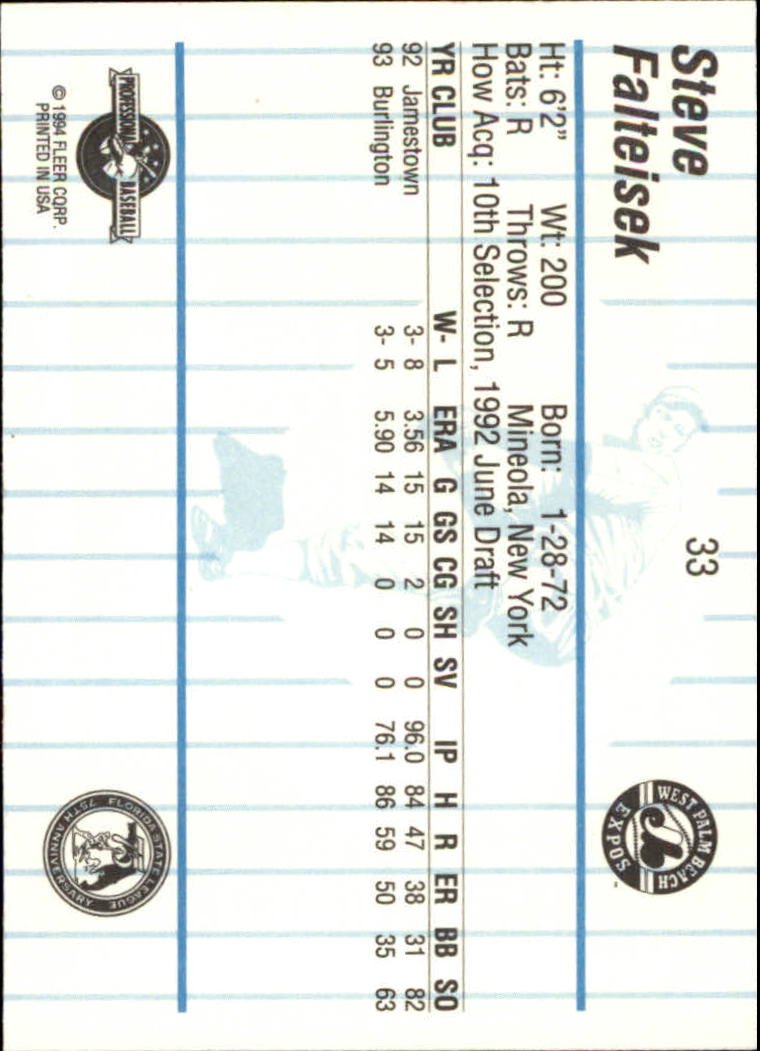 Steve
Falteisek
33
WEST PALM BEACH
EXPOS
Ht: 6'2" Wt: 200 Born: 1-28-72
Bats: R Throws: R Mineola, New York
How Acq: 10th Selection, 1992 June Draft
YR CLUB W- L ERA G GS CG SH SV IP H R ER BB SO
92 Jamestown 3- 8 3.56 15 15 2 0 0 96.0 84 47 38 31 82
93 Burlington 3- 5 5.90 14 14 0 0 0 76.1 86 59 50 35 63
PROFESSIONAL BASEBALL
© 1994 FLEER CORP.
PRINTED IN USA
FLORIDA STATE LEAGUE
75TH ANNIVERSARY